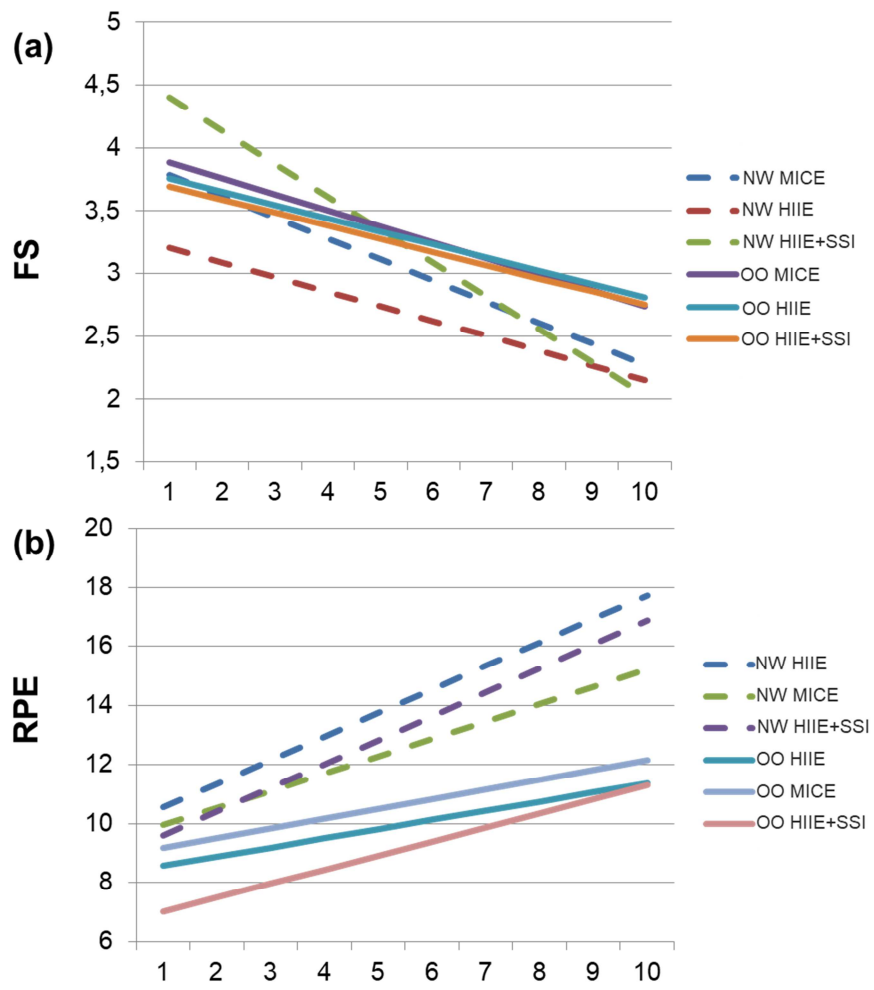 (a)
FS
5
4,5
4
3,5
3
2,5
2
1,5
1 2 3 4 5 6 7 8 9 10
NW MICE
NW HIIE
NW HIIE+SSI
OO MICE
OO HIIE
OO HIIE+SSI
(b)
RPE
20
18
16
14
12
10
8
6
1 2 3 4 5 6 7 8 9 10
NW HIIE
NW MICE
NW HIIE+SSI
OO HIIE
OO MICE
OO HIIE+SSI